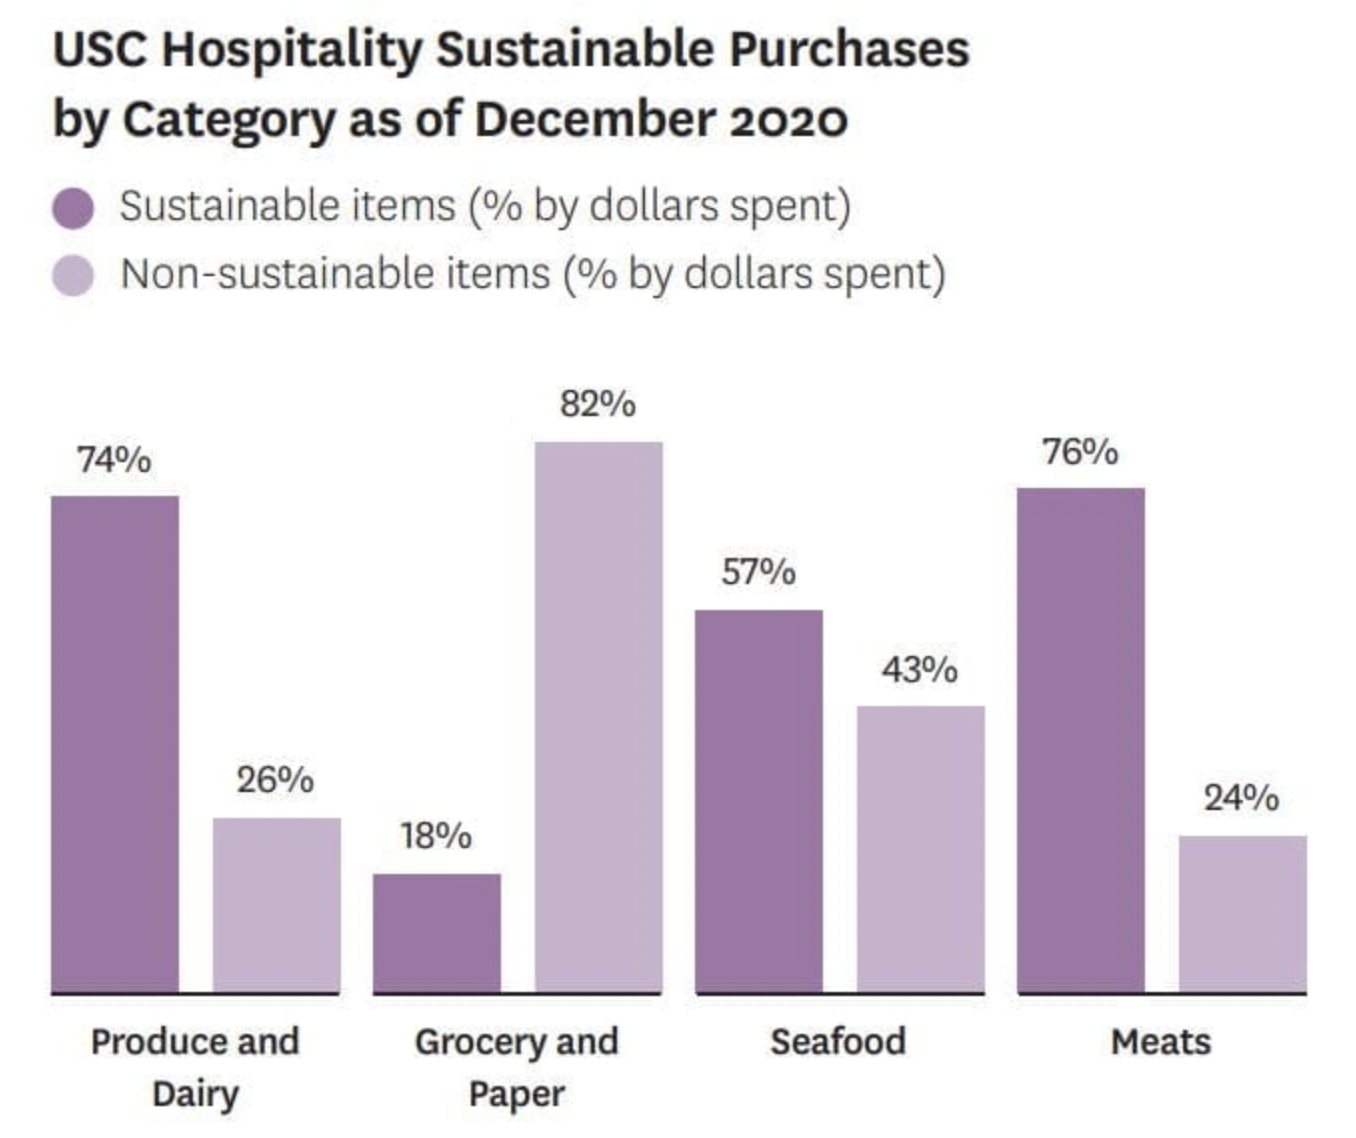 USC Hospitality Sustainable Purchases
by Category as of December 2020
Sustainable items (% by dollars spent)
Non-sustainable items (% by dollars spent)
74%
26%
18%
82%
57%
43%
76%
24%
Produce and
Dairy
Grocery and
Paper
Seafood
Meats